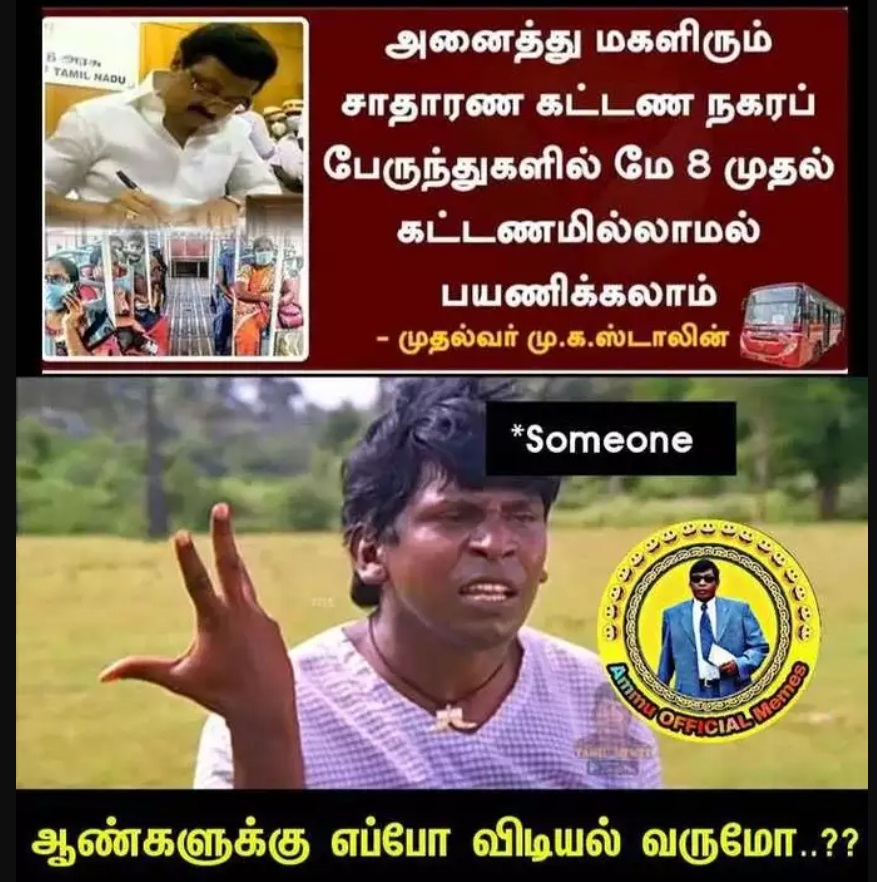 TAMIL NADU
அனைத்து மகளிரும்
சாதாரண கட்டண நகரப்
பேருந்துகளில் மே 8 முதல்
கட்டணமில்லாமல்
பயணிக்கலாம்
- முதல்வர் மு.க.ஸ்டாலின்
*Someone
Ammu OFFICIAL Memes
ஆண்களுக்கு எப்போ விடியல் வருமோ..??